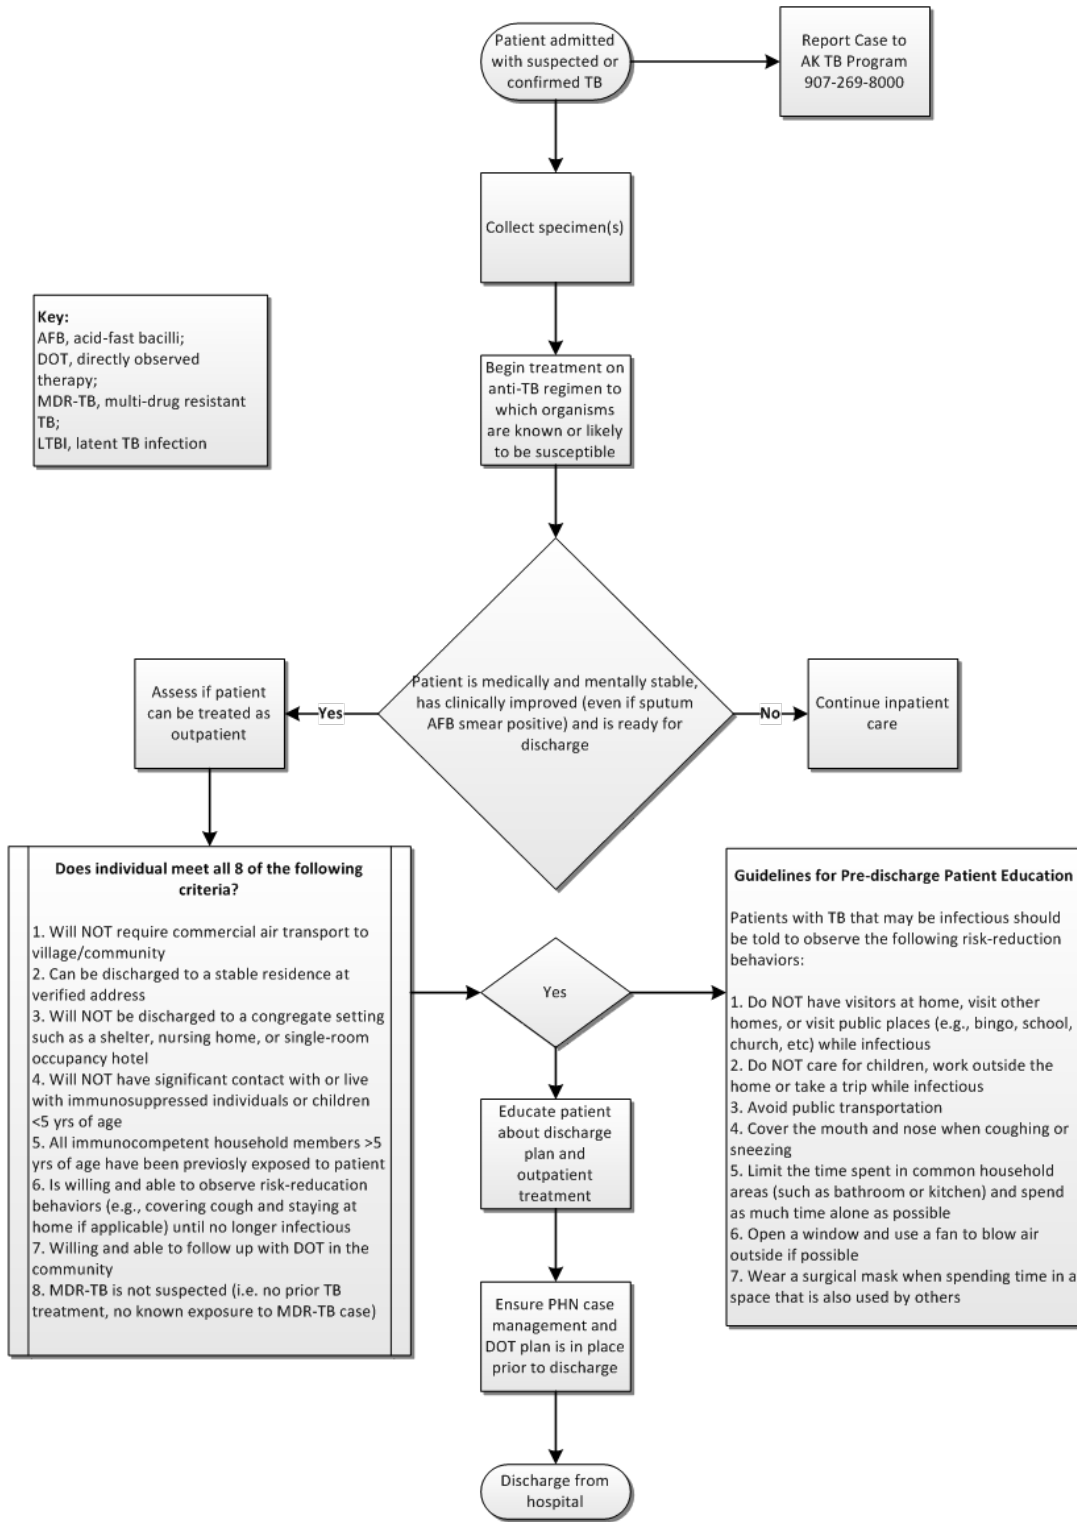 Patient admitted
with suspected or
confirmed TB
Report Case to
AK TB Program
907-269-8000
Collect specimen(s)
Key:
AFB, acid-fast bacilli;
DOT, directly observed
therapy;
MDR-TB, multi-drug resistant
TB;
LTBI, latent TB infection
Begin treatment on
anti-TB regimen to
which organisms
are known or likely
to be susceptible
Patient is medically and mentally stable,
has clinically improved (even if sputum
AFB smear positive) and is ready for
discharge
Yes
No
Assess if patient
can be treated as
outpatient
Continue inpatient
care
Does individual meet all 8 of the following
criteria?
1. Will NOT require commercial air transport to
village/community
2. Can be discharged to a stable residence at
verified address
3. Will NOT be discharged to a congregate setting
such as a shelter, nursing home, or single-room
occupancy hotel
4. Will NOT have significant contact with or live
with immunosuppressed individuals or children
<5 yrs of age
5. All immunocompetent household members >5
yrs of age have been previosly exposed to patient
6. Is willing and able to observe risk-reducation
behaviors (e.g., covering cough and staying at
home if applicable) until no longer infectious
7. Willing and able to follow up with DOT in the
community
8. MDR-TB is not suspected (i.e. no prior TB
treatment, no known exposure to MDR-TB case)
Yes
Educate patient
about discharge
plan and
outpatient
treatment
Ensure PHN case
management and
DOT plan is in place
prior to discharge
Discharge from
hospital
Guidelines for Pre-discharge Patient Education
Patients with TB that may be infectious should
be told to observe the following risk-reduction
behaviors:
1. Do NOT have visitors at home, visit other
homes, or visit public places (e.g., bingo, school,
church, etc) while infectious
2. Do NOT care for children, work outside the
home or take a trip while infectious
3. Avoid public transportation
4. Cover the mouth and nose when coughing or
sneezing
5. Limit the time spent in common household
areas (such as bathroom or kitchen) and spend
as much time alone as possible
6. Open a window and use a fan to blow air
outside if possible
7. Wear a surgical mask when spending time in a
space that is also used by others